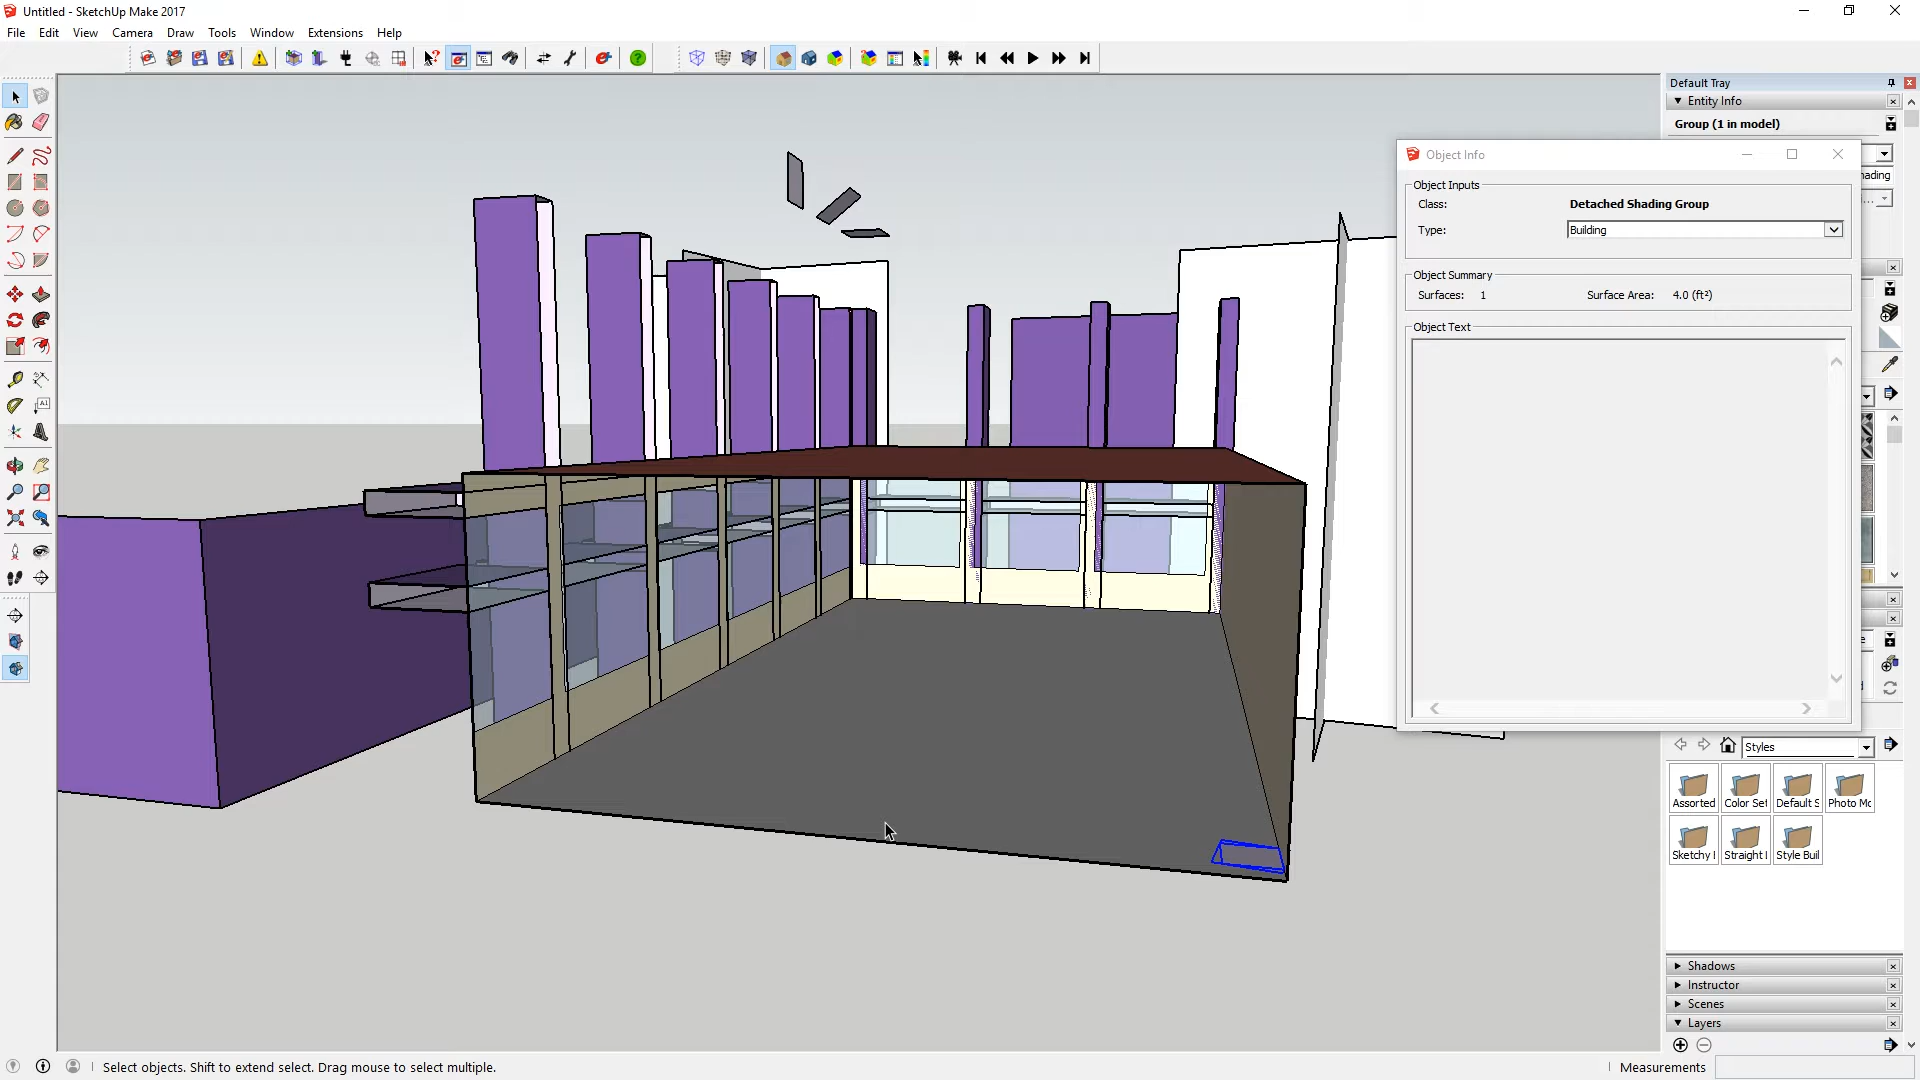 Untitled - SketchUp Make 2017
File Edit View Camera Draw Tools Window Extensions Help
Default Tray
Entity Info
Group (1 in model)
Object Info
Object Inputs
Class: Detached Shading Group
Type: Building
Object Summary
Surfaces: 1 Surface Area: 4.0 (ft²)
Object Text
Styles
Assorted Color Set Default S Photo Mo
Sketchy I Straight I Style Buil
Shadows
Instructor
Scenes
Layers
Select objects. Shift to extend select. Drag mouse to select multiple.
Measurements